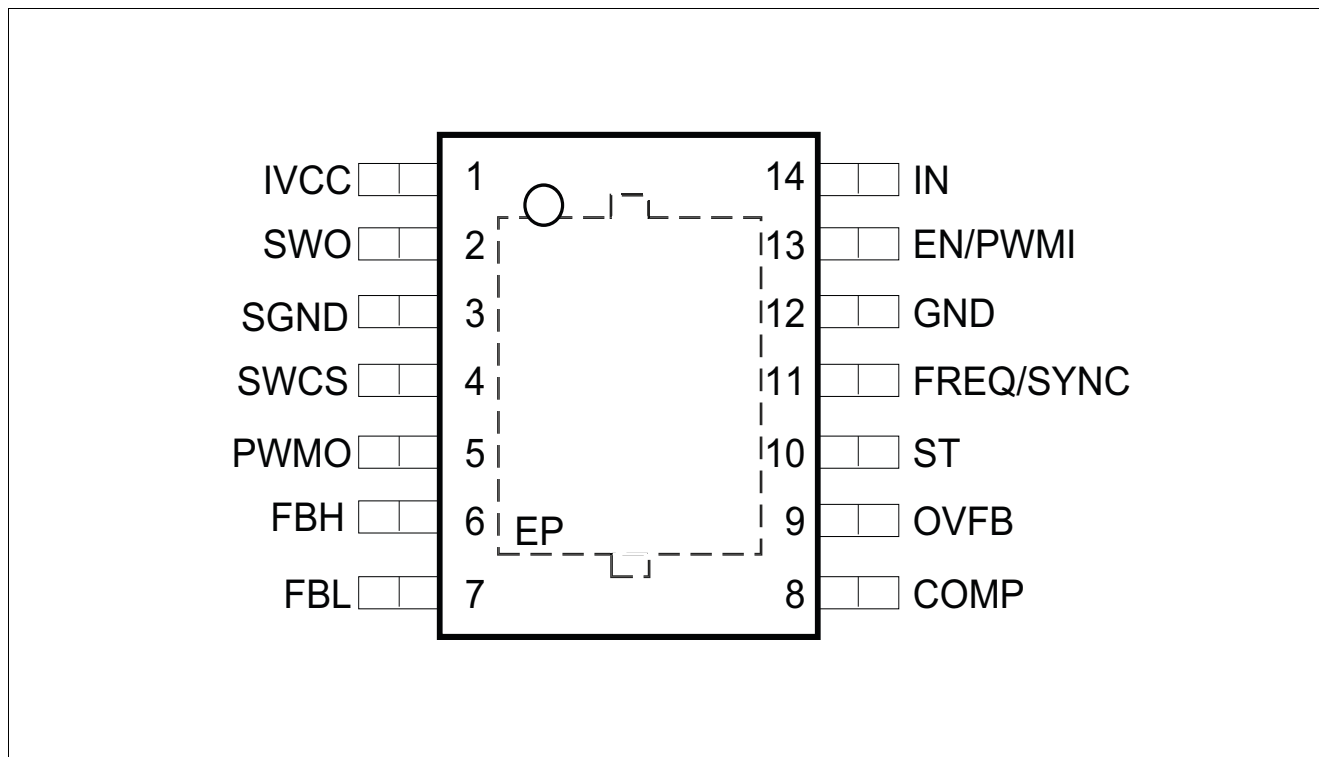 IVCC 1 14 IN
SWO 2 13 EN/PWMI
SGND 3 12 GND
SWCS 4 11 FREQ/SYNC
PWMO 5 10 ST
FBH 6 EP 9 OVFB
FBL 7 8 COMP